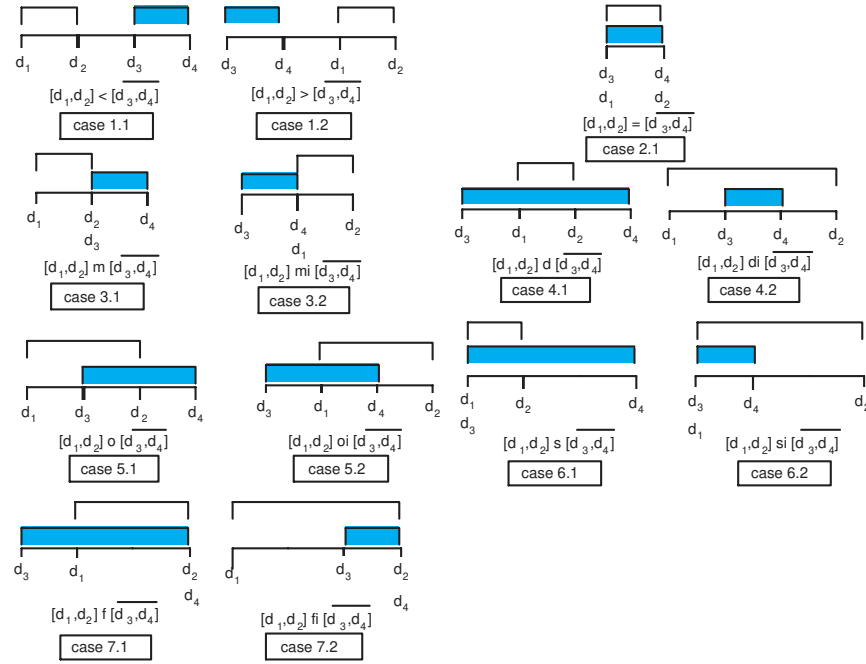 d1 d2 d3 d4
[d1,d2] < [d3,d4]
case 1.1
d3 d4 d1 d2
[d1,d2] > [d3,d4]
case 1.2
d3 d4
d1 d2
[d1,d2] = [d3,d4]
case 2.1
d1 d2 d4
d3
[d1,d2] m [d3,d4]
case 3.1
d3 d4 d2
d1
[d1,d2] mi [d3,d4]
case 3.2
d3 d1 d2 d4
[d1,d2] d [d3,d4]
case 4.1
d1 d3 d4 d2
[d1,d2] di [d3,d4]
case 4.2
d1 d3 d2 d4
[d1,d2] o [d3,d4]
case 5.1
d3 d1 d4 d2
[d1,d2] oi [d3,d4]
case 5.2
d1 d2 d4
d3
[d1,d2] s [d3,d4]
case 6.1
d3 d4 d2
d1
[d1,d2] si [d3,d4]
case 6.2
d3 d1 d2
d4
[d1,d2] f [d3,d4]
case 7.1
d1 d3 d2
d4
[d1,d2] fi [d3,d4]
case 7.2